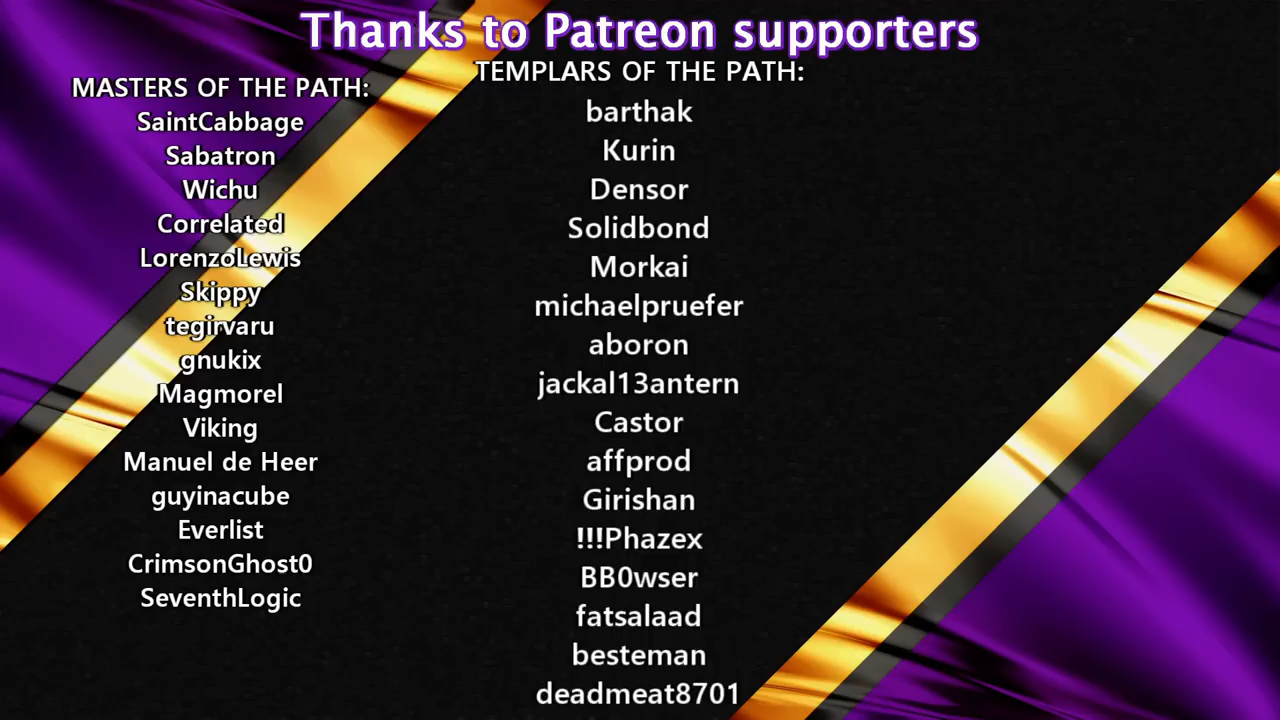 Thanks to Patreon supporters
MASTERS OF THE PATH:
SaintCabbage
Sabatron
Wichu
Correlated
LorenzoLewis
Skippy
tegirvaru
gnukix
Magmorel
Viking
Manuel de Heer
guyinacube
Everlist
CrimsonGhost0
SeventhLogic
TEMPLARS OF THE PATH:
barthak
Kurin
Densor
Solidbond
Morkai
michaelpruefer
aboron
jackal13antern
Castor
affprod
Girishan
!!!Phazex
BB0wser
fatsalaad
besteman
deadmeat8701